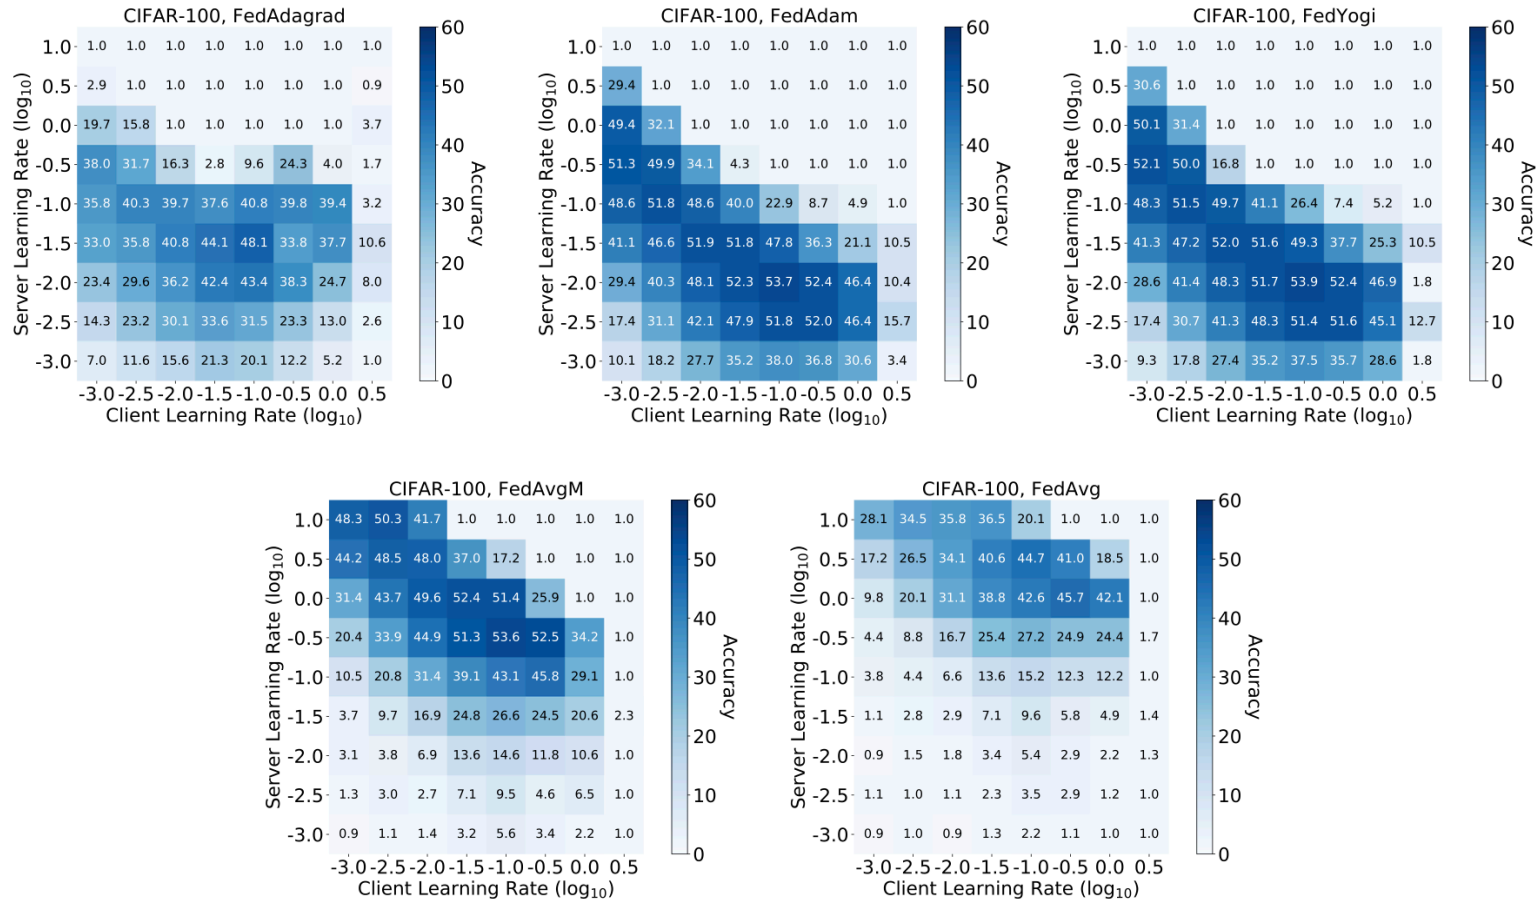 CIFAR-100, FedAdagrad
Server Learning Rate (log10)
1.0 1.0 1.0 1.0 1.0 1.0 1.0 1.0 1.0
0.5 2.9 1.0 1.0 1.0 1.0 1.0 1.0 0.9
0.0 19.7 15.8 1.0 1.0 1.0 1.0 1.0 3.7
-0.5 38.0 31.7 16.3 2.8 9.6 24.3 4.0 1.7
-1.0 35.8 40.3 39.7 37.6 40.8 39.8 39.4 3.2
-1.5 33.0 35.8 40.8 44.1 48.1 33.8 37.7 10.6
-2.0 23.4 29.6 36.2 42.4 43.4 38.3 24.7 8.0
-2.5 14.3 23.2 30.1 33.6 31.5 23.3 13.0 2.6
-3.0 7.0 11.6 15.6 21.3 20.1 12.2 5.2 1.0
-3.0 -2.5 -2.0 -1.5 -1.0 -0.5 0.0 0.5
Client Learning Rate (log10)
60
50
40
30
20
10
0
Accuracy
CIFAR-100, FedAdam
Server Learning Rate (log10)
1.0 1.0 1.0 1.0 1.0 1.0 1.0 1.0 1.0
0.5 29.4 1.0 1.0 1.0 1.0 1.0 1.0 1.0
0.0 49.4 32.1 1.0 1.0 1.0 1.0 1.0 1.0
-0.5 51.3 49.9 34.1 4.3 1.0 1.0 1.0 1.0
-1.0 48.6 51.8 48.6 40.0 22.9 8.7 4.9 1.0
-1.5 41.1 46.6 51.9 51.8 47.8 36.3 21.1 10.5
-2.0 29.4 40.3 48.1 52.3 53.7 52.4 46.4 10.4
-2.5 17.4 31.1 42.1 47.9 51.8 52.0 46.4 15.7
-3.0 10.1 18.2 27.7 35.2 38.0 36.8 30.6 3.4
-3.0 -2.5 -2.0 -1.5 -1.0 -0.5 0.0 0.5
Client Learning Rate (log10)
60
50
40
30
20
10
0
Accuracy
CIFAR-100, FedYogi
Server Learning Rate (log10)
1.0 1.0 1.0 1.0 1.0 1.0 1.0 1.0 1.0
0.5 30.6 1.0 1.0 1.0 1.0 1.0 1.0 1.0
0.0 50.1 31.4 1.0 1.0 1.0 1.0 1.0 1.0
-0.5 52.1 50.0 16.8 1.0 1.0 1.0 1.0 1.0
-1.0 48.3 51.5 49.7 41.1 26.4 7.4 5.2 1.0
-1.5 41.3 47.2 52.0 51.6 49.3 37.7 25.3 10.5
-2.0 28.6 41.4 48.3 51.7 53.9 52.4 46.9 1.8
-2.5 17.4 30.7 41.3 48.3 51.4 51.6 45.1 12.7
-3.0 9.3 17.8 27.4 35.2 37.5 35.7 28.6 1.8
-3.0 -2.5 -2.0 -1.5 -1.0 -0.5 0.0 0.5
Client Learning Rate (log10)
60
50
40
30
20
10
0
Accuracy
CIFAR-100, FedAvgM
Server Learning Rate (log10)
1.0 48.3 50.3 41.7 1.0 1.0 1.0 1.0 1.0
0.5 44.2 48.5 48.0 37.0 17.2 1.0 1.0 1.0
0.0 31.4 43.7 49.6 52.4 51.4 25.9 1.0 1.0
-0.5 20.4 33.9 44.9 51.3 53.6 52.5 34.2 1.0
-1.0 10.5 20.8 31.4 39.1 43.1 45.8 29.1 1.0
-1.5 3.7 9.7 16.9 24.8 26.6 24.5 20.6 2.3
-2.0 3.1 3.8 6.9 13.6 14.6 11.8 10.6 1.0
-2.5 1.3 3.0 2.7 7.1 9.5 4.6 6.5 1.0
-3.0 0.9 1.1 1.4 3.2 5.6 3.4 2.2 1.0
-3.0 -2.5 -2.0 -1.5 -1.0 -0.5 0.0 0.5
Client Learning Rate (log10)
60
50
40
30
20
10
0
Accuracy
CIFAR-100, FedAvg
Server Learning Rate (log10)
1.0 28.1 34.5 35.8 36.5 20.1 1.0 1.0 1.0
0.5 17.2 26.5 34.1 40.6 44.7 41.0 18.5 1.0
0.0 9.8 20.1 31.1 38.8 42.6 45.7 42.1 1.0
-0.5 4.4 8.8 16.7 25.4 27.2 24.9 24.4 1.7
-1.0 3.8 4.4 6.6 13.6 15.2 12.3 12.2 1.0
-1.5 1.1 2.8 2.9 7.1 9.6 5.8 4.9 1.4
-2.0 0.9 1.5 1.8 3.4 5.4 2.9 2.2 1.3
-2.5 1.1 1.0 1.1 2.3 3.5 2.9 1.2 1.0
-3.0 0.9 1.0 0.9 1.3 2.2 1.1 1.0 1.0
-3.0 -2.5 -2.0 -1.5 -1.0 -0.5 0.0 0.5
Client Learning Rate (log10)
60
50
40
30
20
10
0
Accuracy